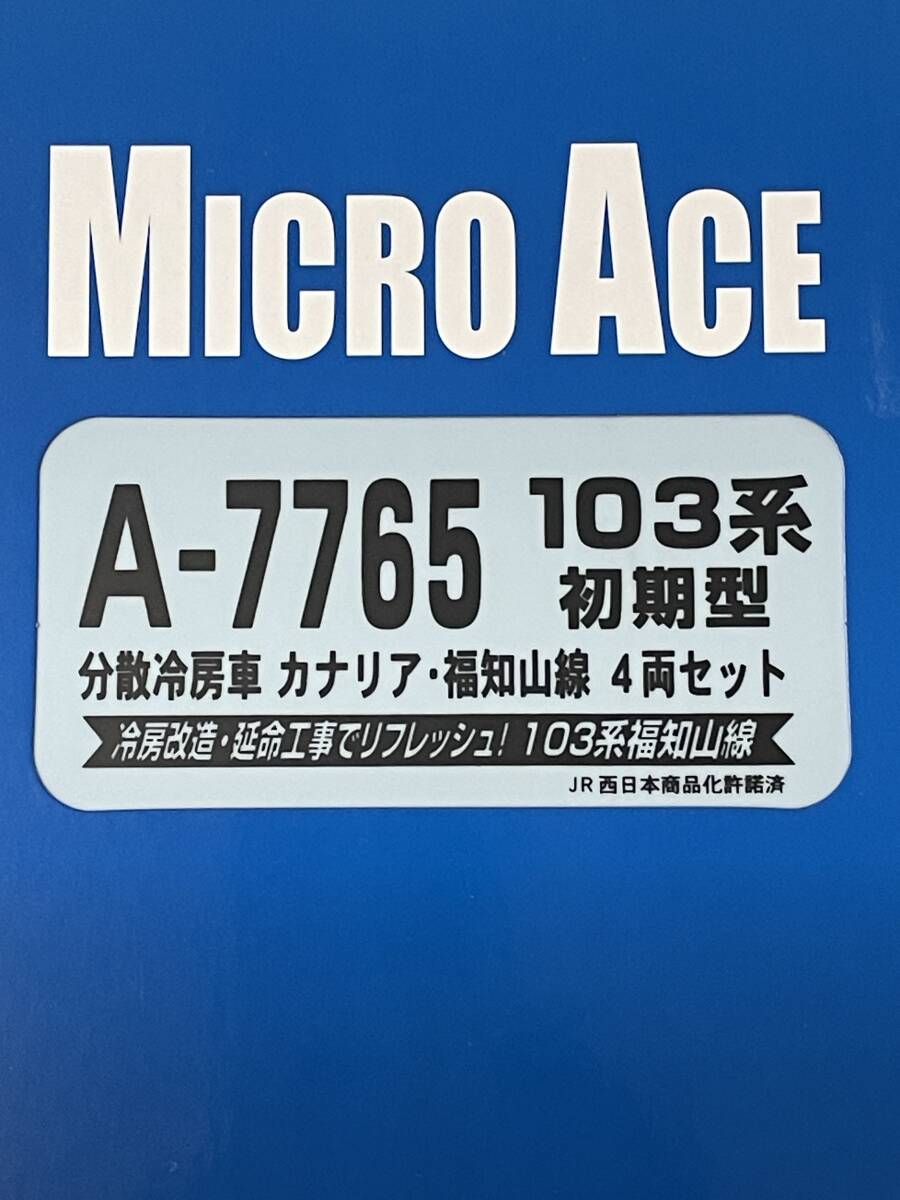 MICRO ACE
A-7765 103系
初期型
分散冷房車 カナリア・福知山線 4両セット
冷房改造・延命工事でリフレッシュ! 103系福知山線
JR西日本商品化許諾済